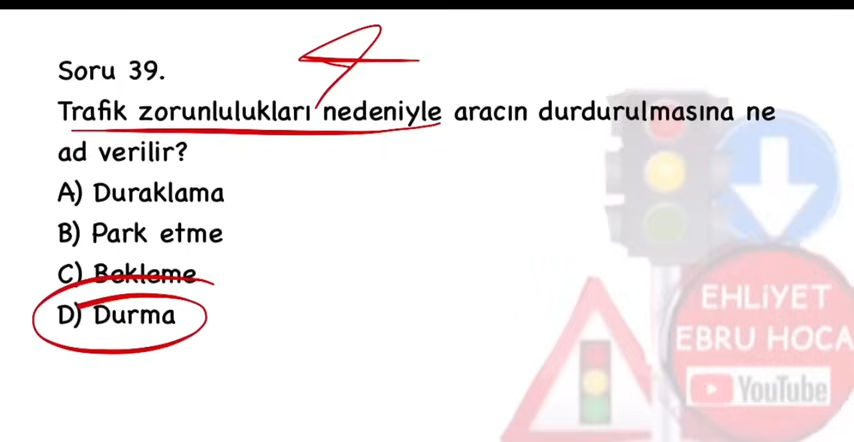 Soru 39.
Trafik zorunlulukları nedeniyle aracın durdurulmasına ne
ad verilir?
A) Duraklama
B) Park etme
C) Bekleme
D) Durma
EHLİYET
EBRU HOCA
YouTube